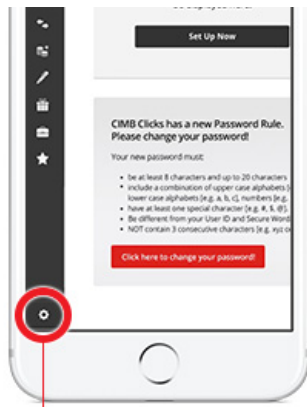 Set Up Now
CIMB Clicks has a new Password Rule.
Please change your password!
Your new password must:
• be at least 8 characters and up to 20 characters
• include a combination of upper case alphabets [
lower case alphabets [e.g. a, b, c], numbers [e.g.
• have at least one special character [e.g. #, $, @].
• Be different from your User ID and Secure Word
• NOT contain 3 consecutive characters [e.g. xyz o
Click here to change your password!